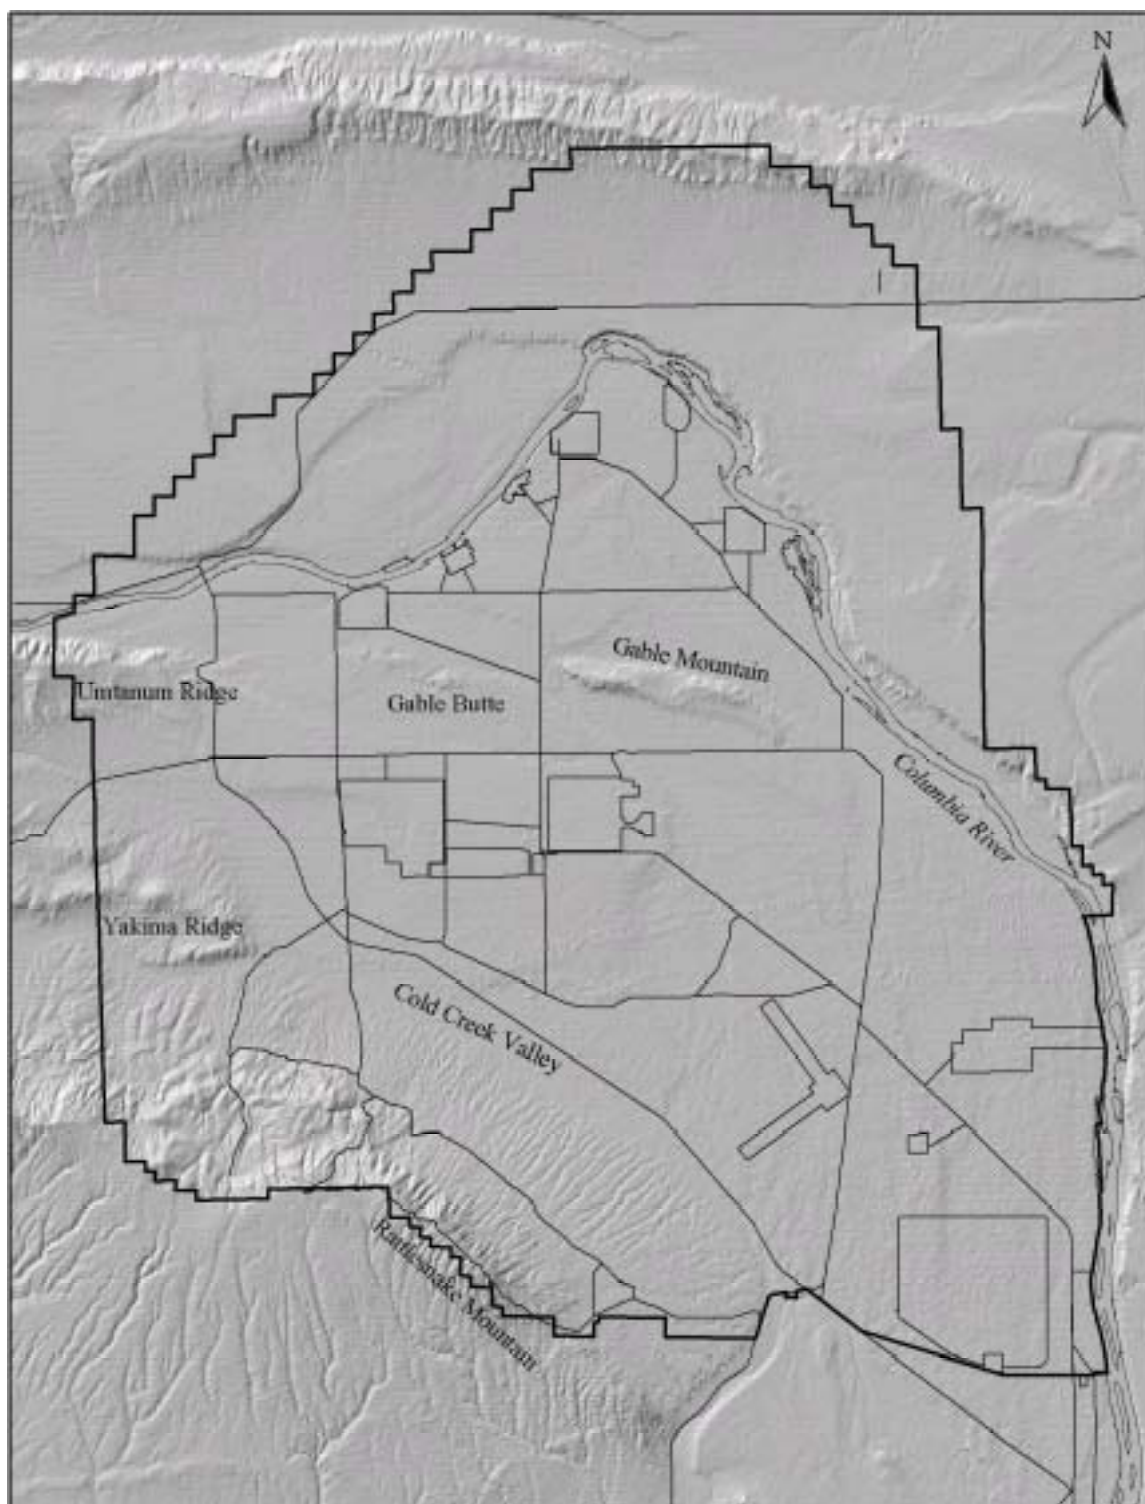 N
Gable Mountain
Umtanum Ridge
Gable Butte
Columbia River
Yakima Ridge
Cold Creek Valley
Rattlesnake Mountain